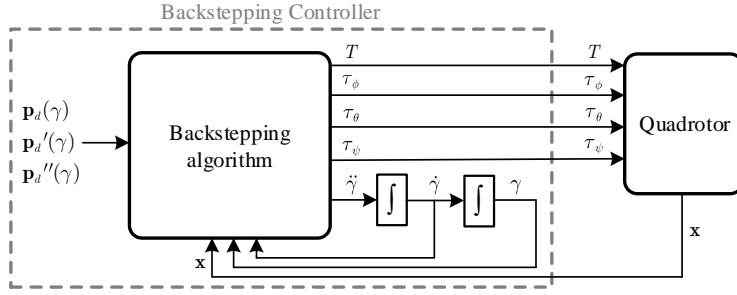 Backstepping Controller
T
T
τ_ϕ
τ_ϕ
𝐩_d(γ)
𝐩_d′(γ)
𝐩_d′′(γ)
Backstepping
algorithm
τ_θ
τ_θ
Quadrotor
τ_ψ
τ_ψ
γ̈
∫
γ̇
∫
γ
𝐱
𝐱